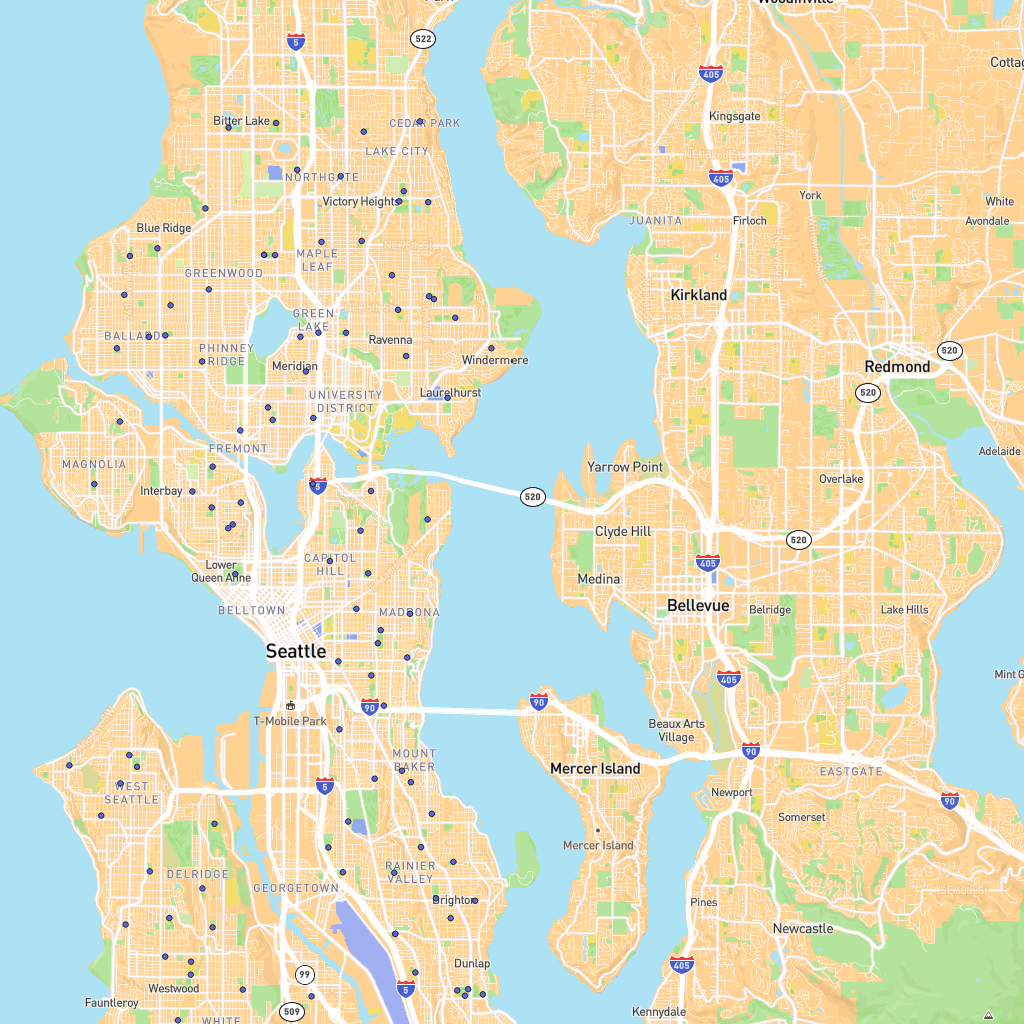 Woodinville
5
522
Cottag
405
Kingsgate
Bitter Lake
CEDAR PARK
LAKE CITY
405
NORTHGATE
York
Victory Heights
White
JUANITA
Firloch
Avondale
Blue Ridge
MAPLE
LEAF
GREENWOOD
Kirkland
GREEN
LAKE
BALLARD
Ravenna
PHINNEY
RIDGE
520
Windermere
Meridian
Redmond
520
Laurelhurst
UNIVERSITY
DISTRICT
FREMONT
Adelaide
MAGNOLIA
Yarrow Point
Overlake
5
Interbay
520
Clyde Hill
520
CAPITOL
HILL
Lower
Queen Anne
405
Medina
BELLTOWN
MADRONA
Bellevue
Belridge
Lake Hills
Seattle
Mint G
405
90
90
T-Mobile Park
Beaux Arts
Village
90
MOUNT
BAKER
Mercer Island
EASTGATE
5
WEST
SEATTLE
Newport
90
Somerset
Mercer Island
DELRIDGE
RAINIER
VALLEY
GEORGETOWN
Brighton
Pines
Newcastle
Dunlap
405
99
Westwood
5
Fauntleroy
509
Kennydale
WHITE